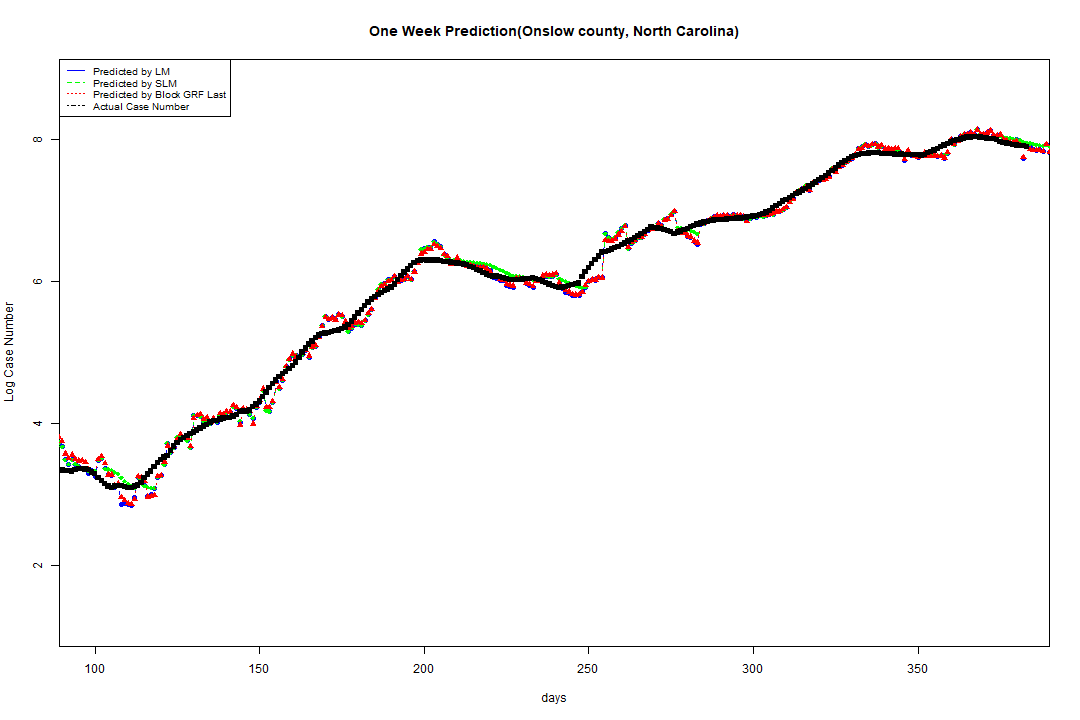 One Week Prediction(Onslow county, North Carolina)
Predicted by LM
Predicted by SLM
Predicted by Block GRF Last
Actual Case Number
8
6
4
2
Log Case Number
100 150 200 250 300 350
days